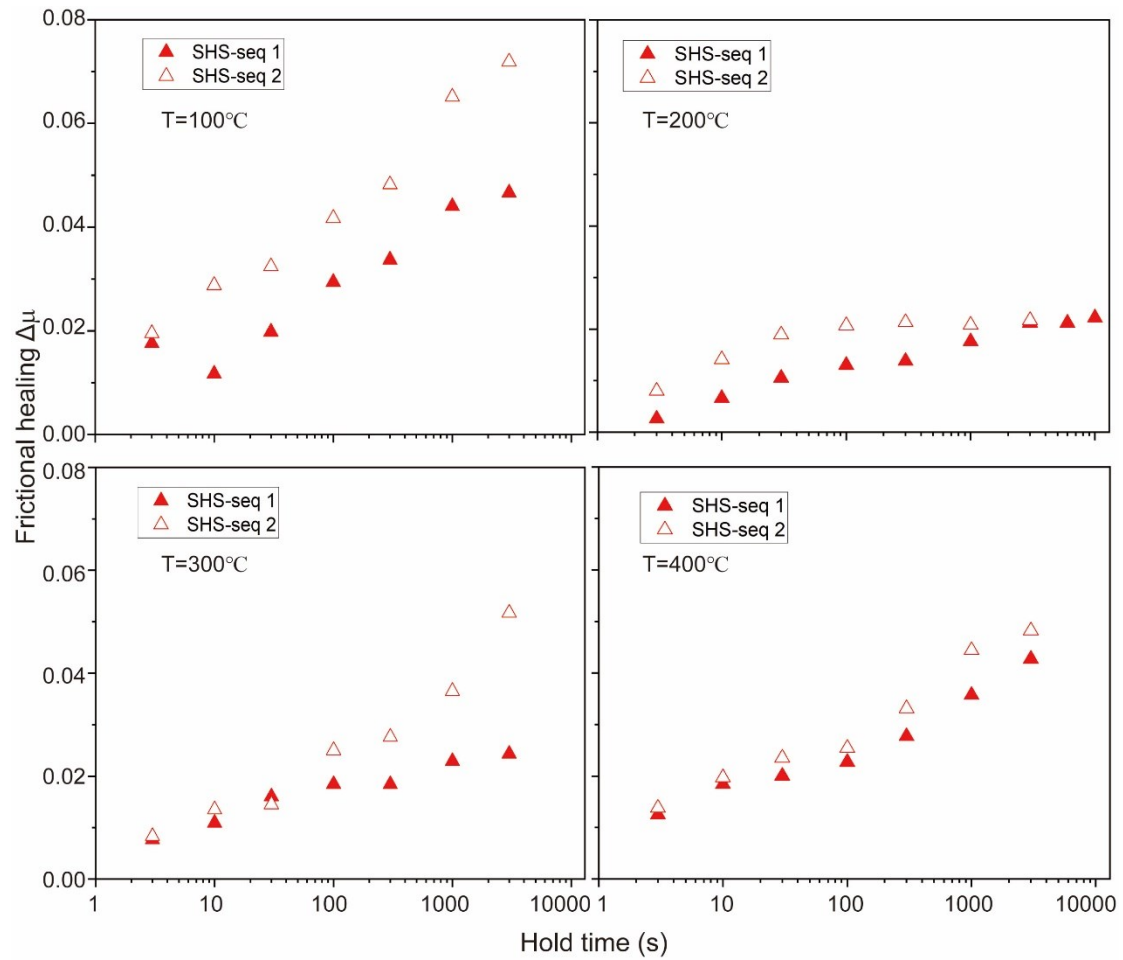 0.08
SHS-seq 1
SHS-seq 2
T=100℃
0.06
0.04
0.02
0.00
SHS-seq 1
SHS-seq 2
T=200℃
Frictional healing Δμ
0.08
SHS-seq 1
SHS-seq 2
T=300℃
0.06
0.04
0.02
0.00
1 10 100 1000 10000
SHS-seq 1
SHS-seq 2
T=400℃
1 10 100 1000 10000
Hold time (s)